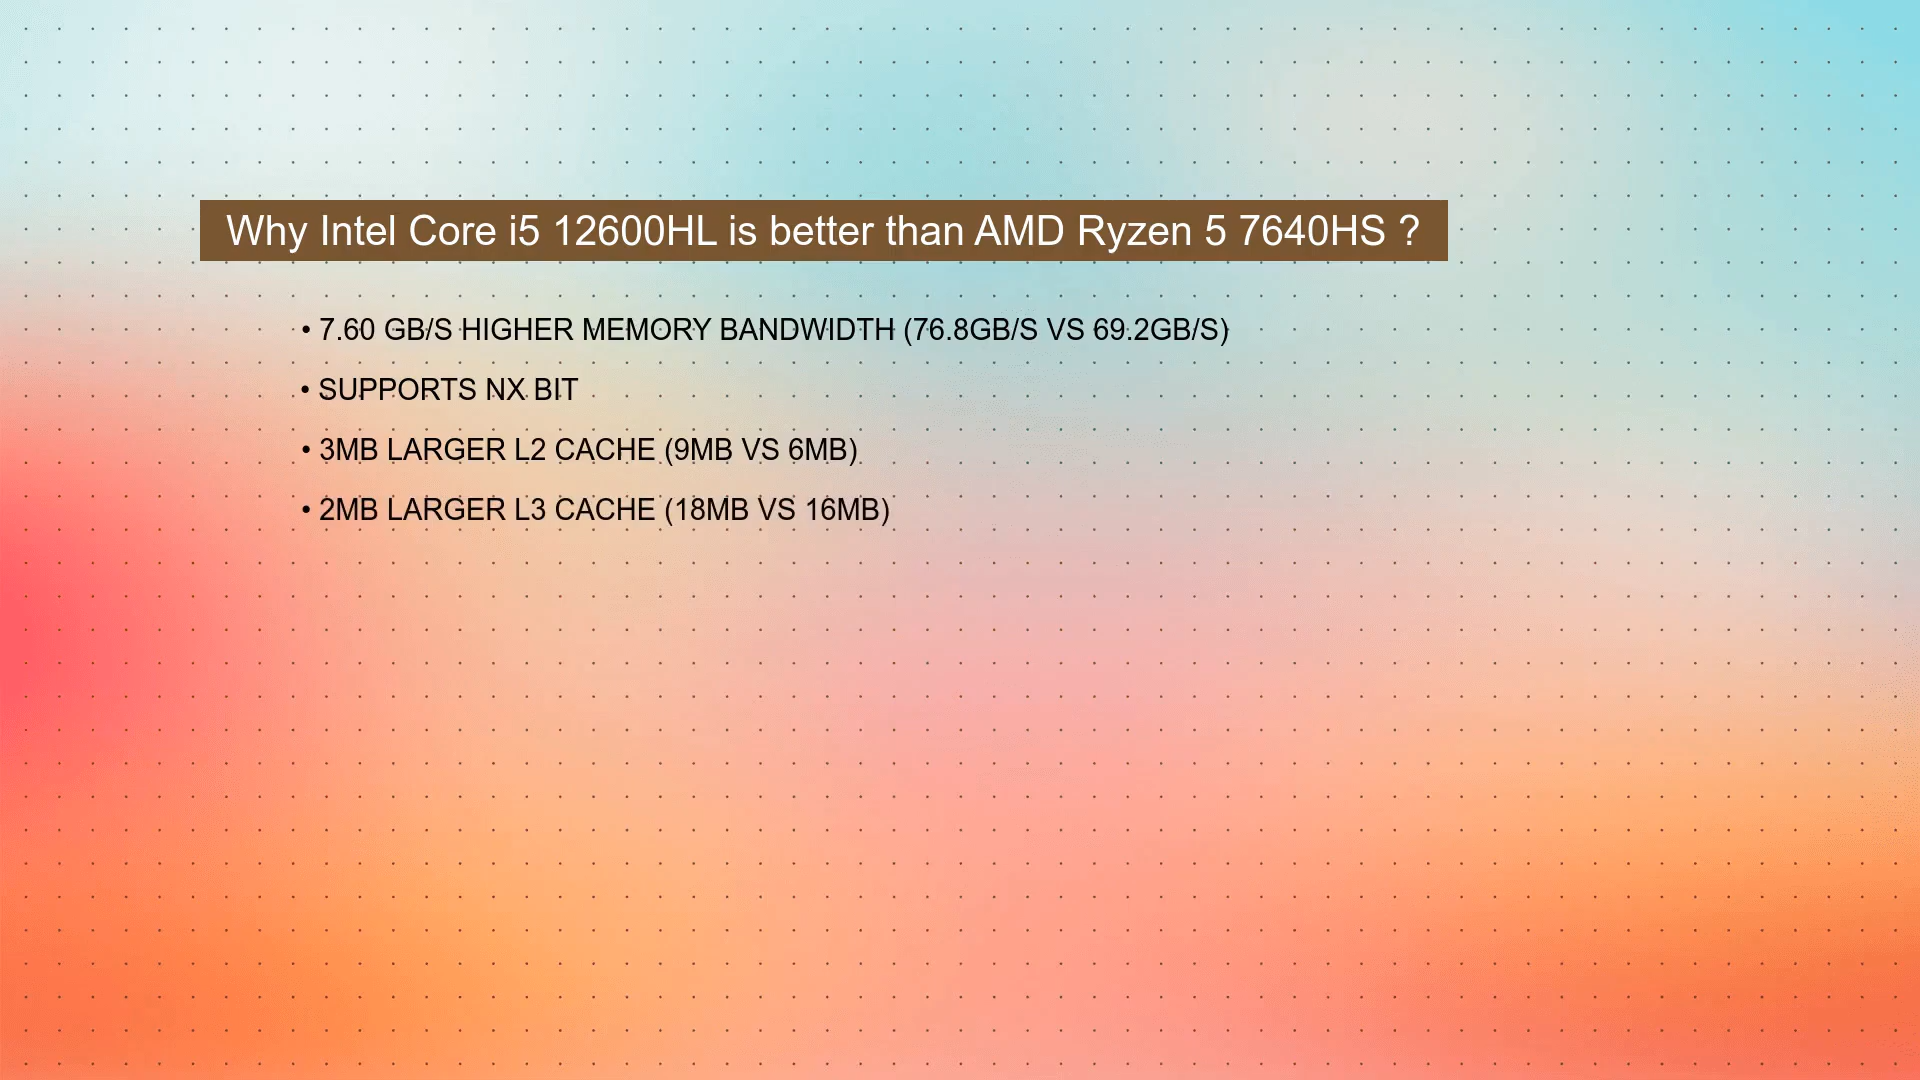 Why Intel Core i5 12600HL is better than AMD Ryzen 5 7640HS ?
• 7.60 GB/S HIGHER MEMORY BANDWIDTH (76.8GB/S VS 69.2GB/S)
• SUPPORTS NX BIT
• 3MB LARGER L2 CACHE (9MB VS 6MB)
• 2MB LARGER L3 CACHE (18MB VS 16MB)